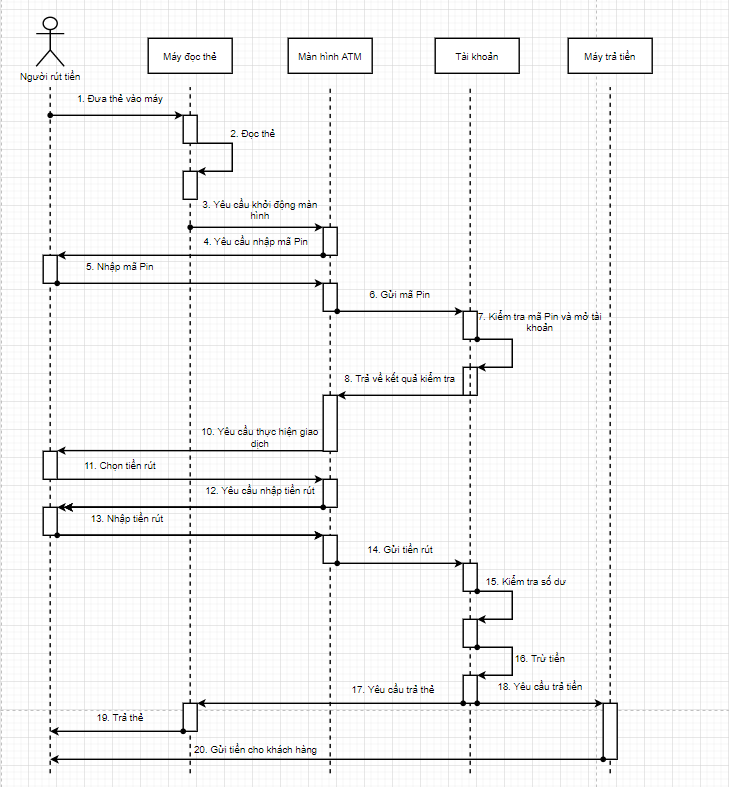 Người rút tiền
Máy đọc thẻ
Màn hình ATM
Tài khoản
Máy trả tiền
1. Đưa thẻ vào máy
2. Đọc thẻ
3. Yêu cầu khởi động màn
hình
4. Yêu cầu nhập mã Pin
5. Nhập mã Pin
6. Gửi mã Pin
7. Kiểm tra mã Pin và mở tài
khoản
8. Trả về kết quả kiểm tra
10. Yêu cầu thực hiện giao
dịch
11. Chọn tiền rút
12. Yêu cầu nhập tiền rút
13. Nhập tiền rút
14. Gửi tiền rút
15. Kiểm tra số dư
16. Trừ tiền
17. Yêu cầu trả thẻ
18. Yêu cầu trả tiền
19. Trả thẻ
20. Gửi tiền cho khách hàng